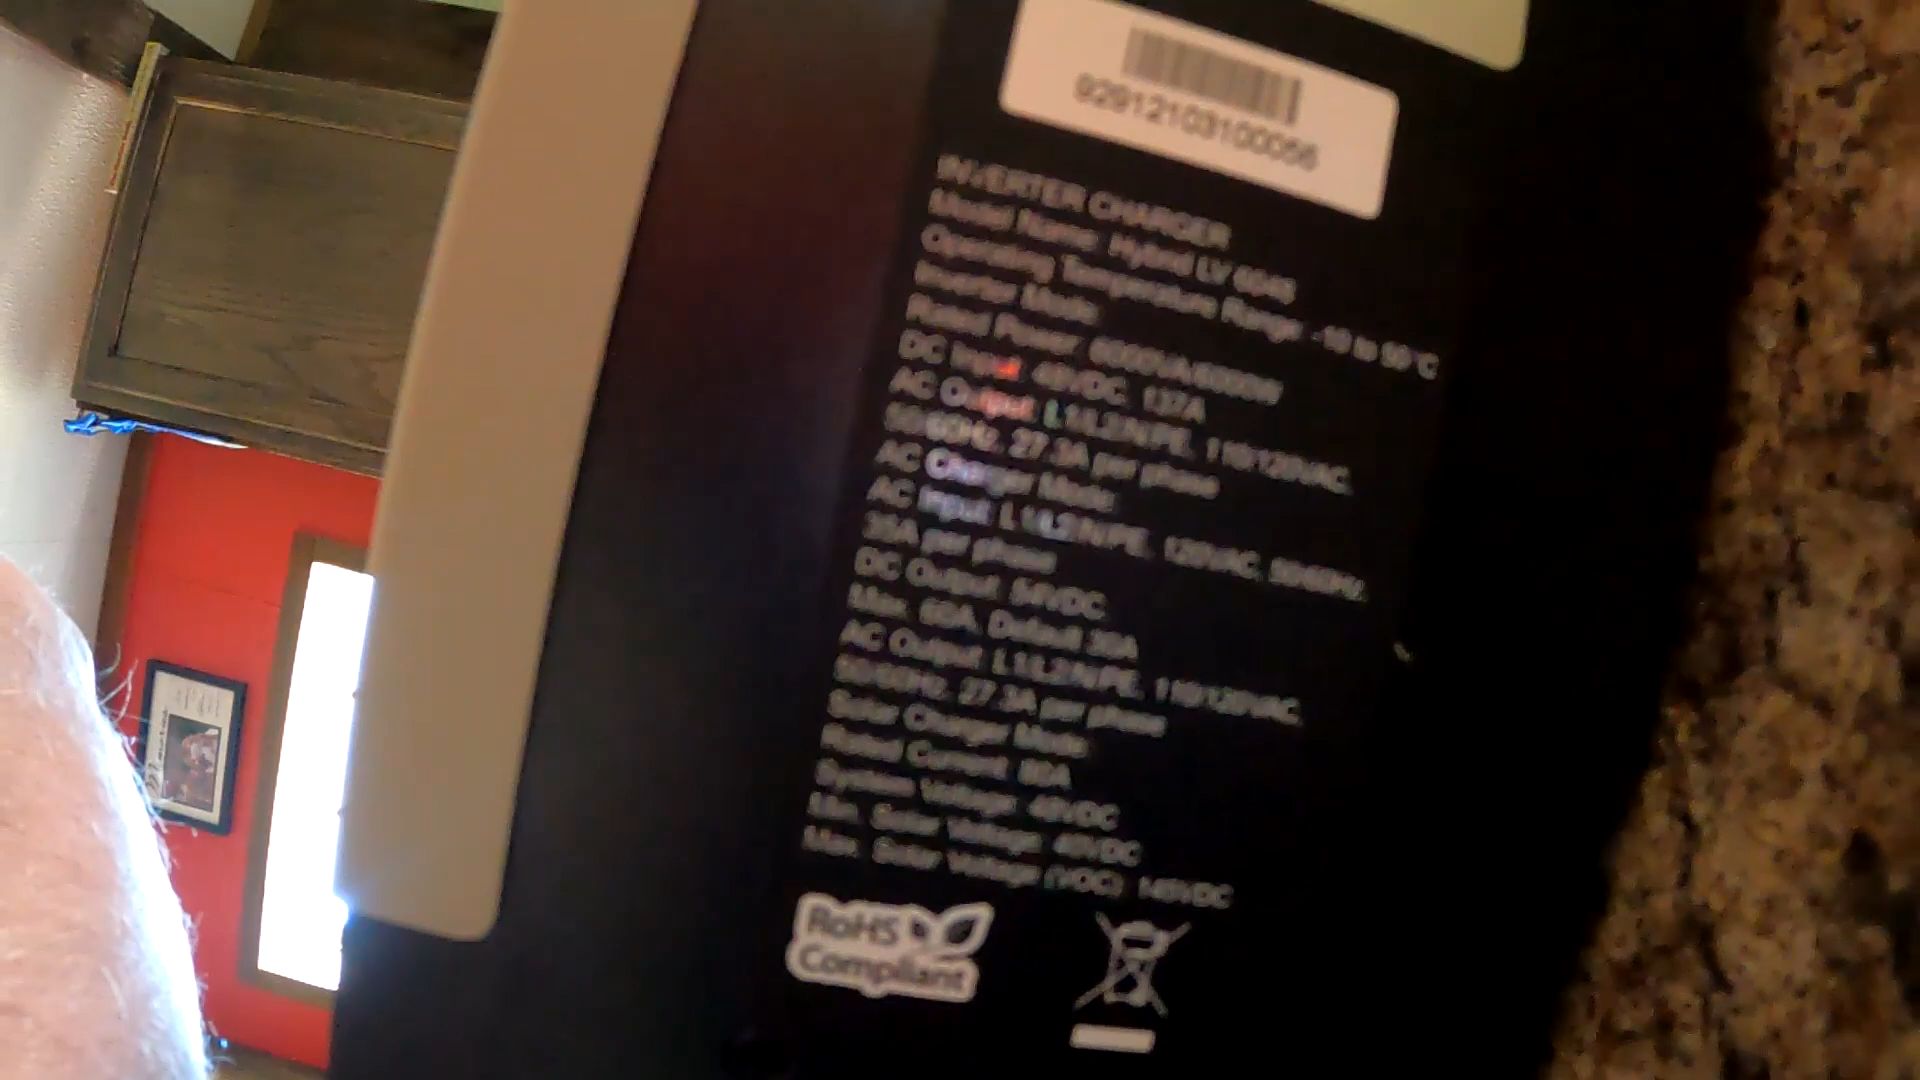 92912103100056
INVERTER CHARGER
Model Name: Hybrid LV 6048
Operating Temperature Range: -10 to 50°C
Inverter Mode:
Rated Power: 6000VA/6000W
DC Input: 48VDC, 137A
AC Output: L1/L2/N/PE, 110/120VAC,
50/60Hz, 27.3A per phase
AC Charger Mode:
AC Input: L1/L2/N/PE, 120VAC, 50/60Hz,
35A per phase
DC Output: 54VDC,
Max. 60A, Default 30A
AC Output: L1/L2/N/PE, 110/120VAC,
50/60Hz, 27.3A per phase
Solar Charger Mode:
Rated Current: 80A
System Voltage: 48VDC
Min. Solar Voltage:
Max. Solar Voltage (VOC): 145VDC
RoHS
Compliant